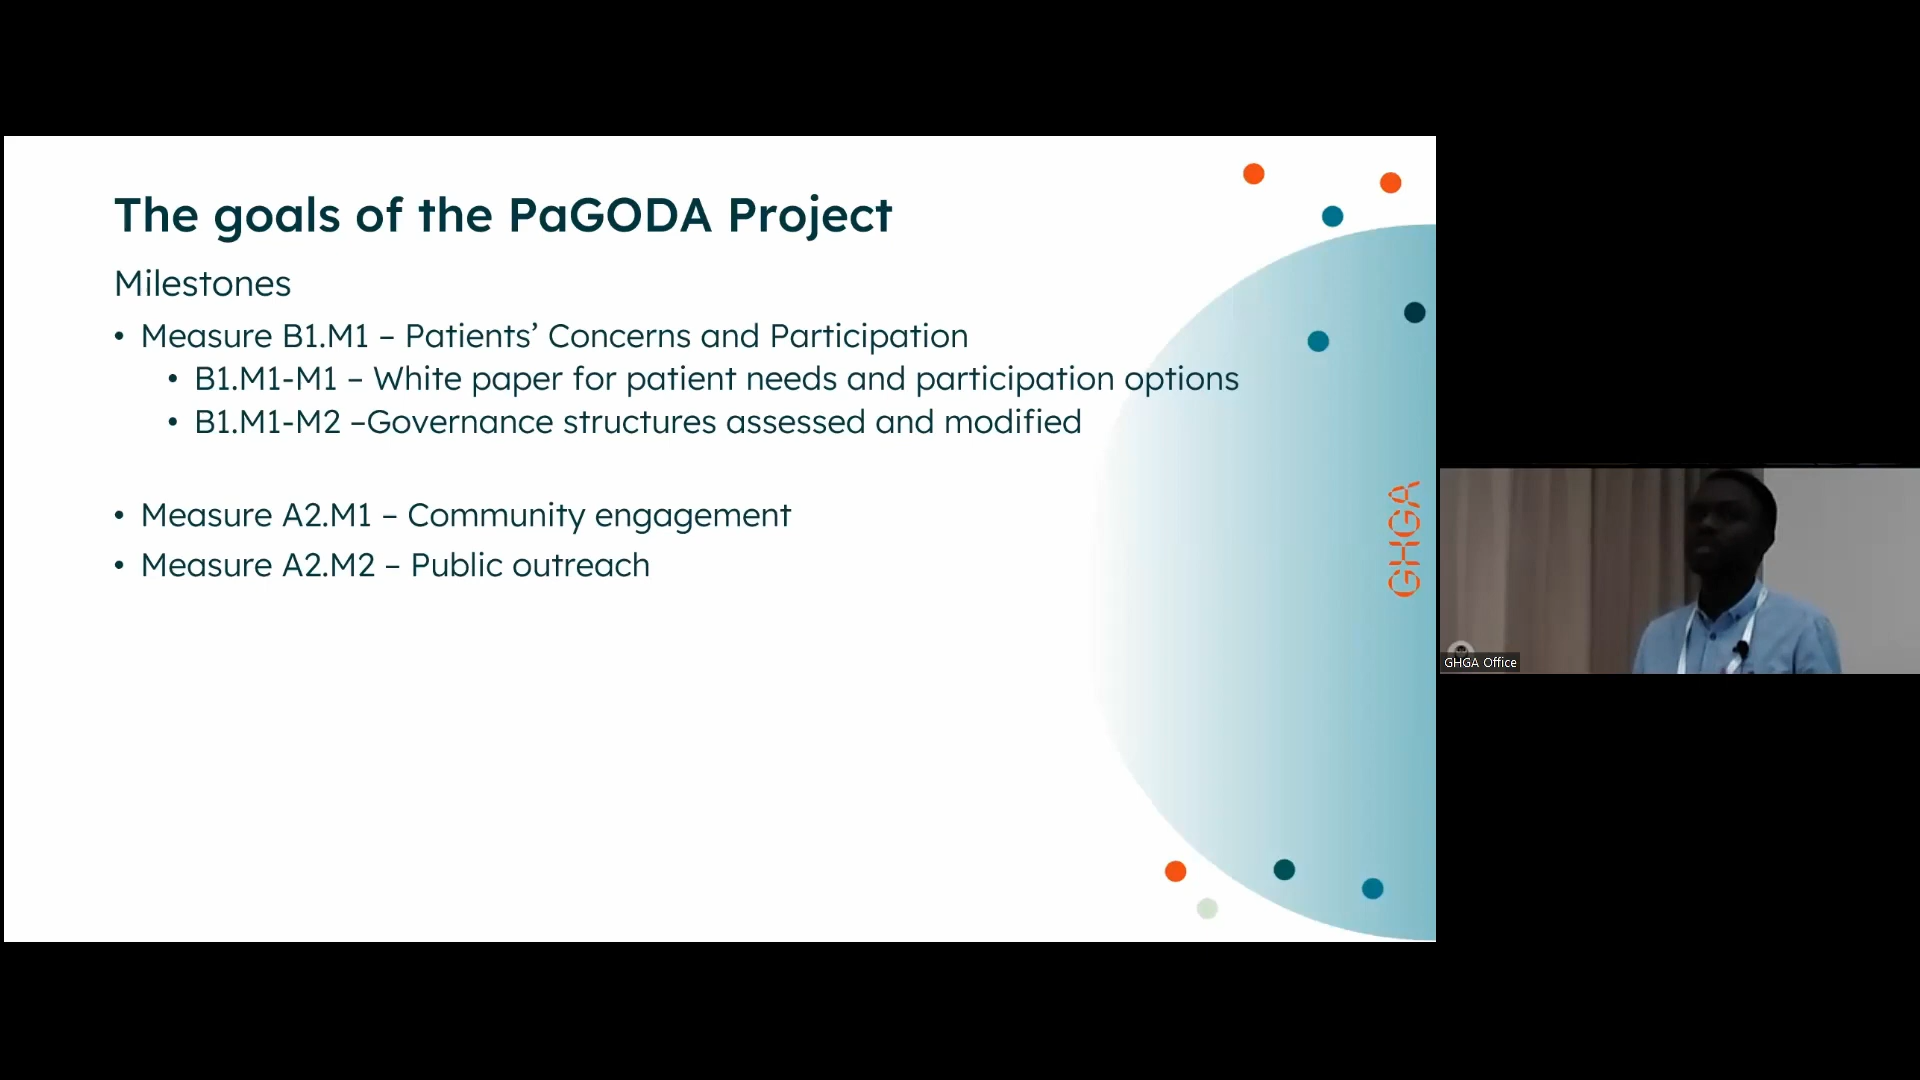 The goals of the PaGODA Project
Milestones
• Measure B1.M1 – Patients’ Concerns and Participation
• B1.M1-M1 – White paper for patient needs and participation options
• B1.M1-M2 –Governance structures assessed and modified
• Measure A2.M1 – Community engagement
• Measure A2.M2 – Public outreach
GHGA
GHGA Office